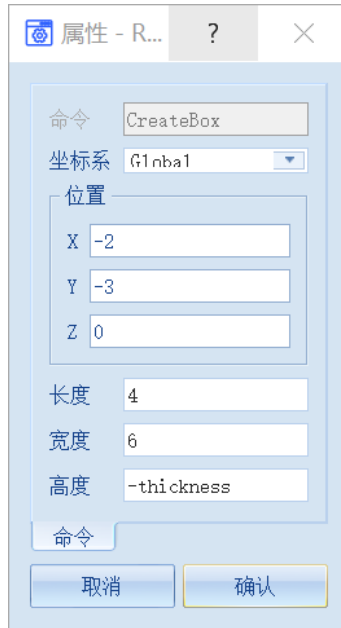 属性 - R... ?
命令 CreateBox
坐标系 Global
位置
X -2
Y -3
Z 0
长度 4
宽度 6
高度 -thickness
命令
取消 确认